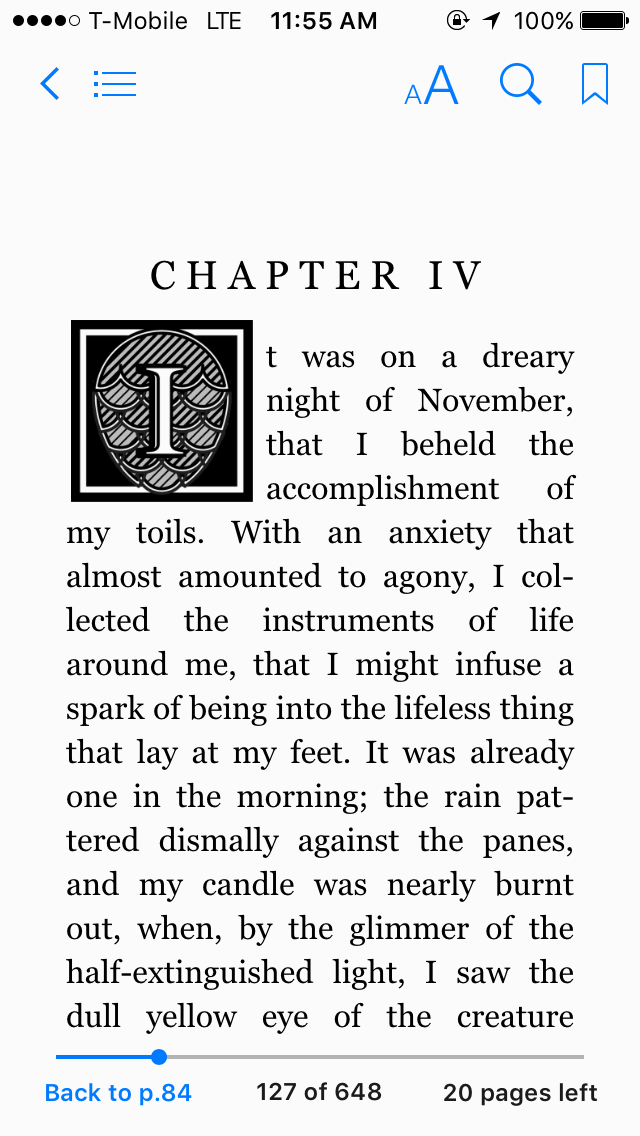 T-Mobile LTE 11:55 AM 100%
AA
CHAPTER IV
It was on a dreary
night of November,
that I beheld the
accomplishment of
my toils. With an anxiety that
almost amounted to agony, I col-
lected the instruments of life
around me, that I might infuse a
spark of being into the lifeless thing
that lay at my feet. It was already
one in the morning; the rain pat-
tered dismally against the panes,
and my candle was nearly burnt
out, when, by the glimmer of the
half-extinguished light, I saw the
dull yellow eye of the creature
Back to p.84 127 of 648 20 pages left